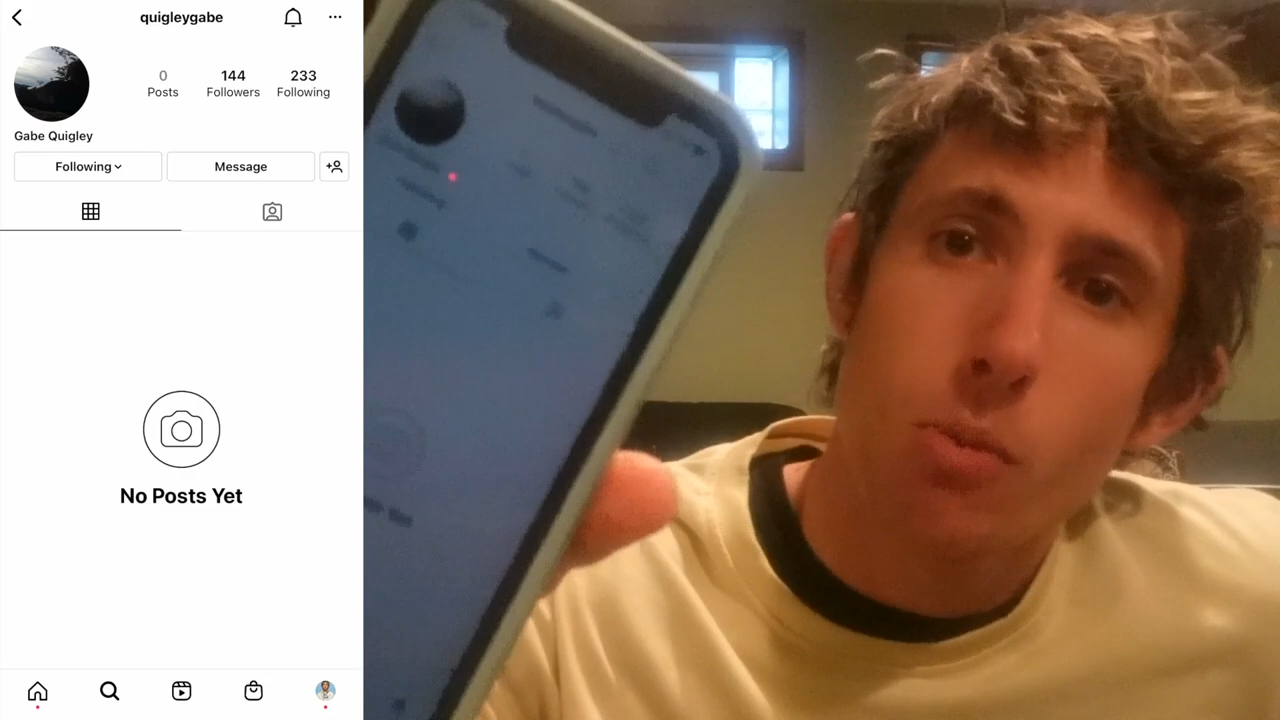 quigleygabe
0
144
233
Posts
Followers
Following
Gabe Quigley
Following
Message
No Posts Yet